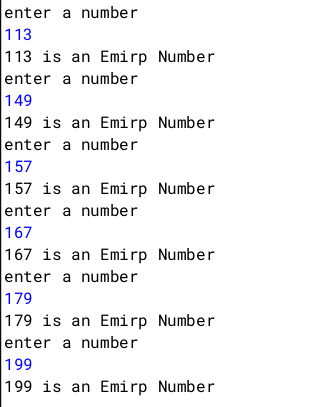 enter a number
113
113 is an Emirp Number
enter a number
149
149 is an Emirp Number
enter a number
157
157 is an Emirp Number
enter a number
167
167 is an Emirp Number
enter a number
179
179 is an Emirp Number
enter a number
199
199 is an Emirp Number